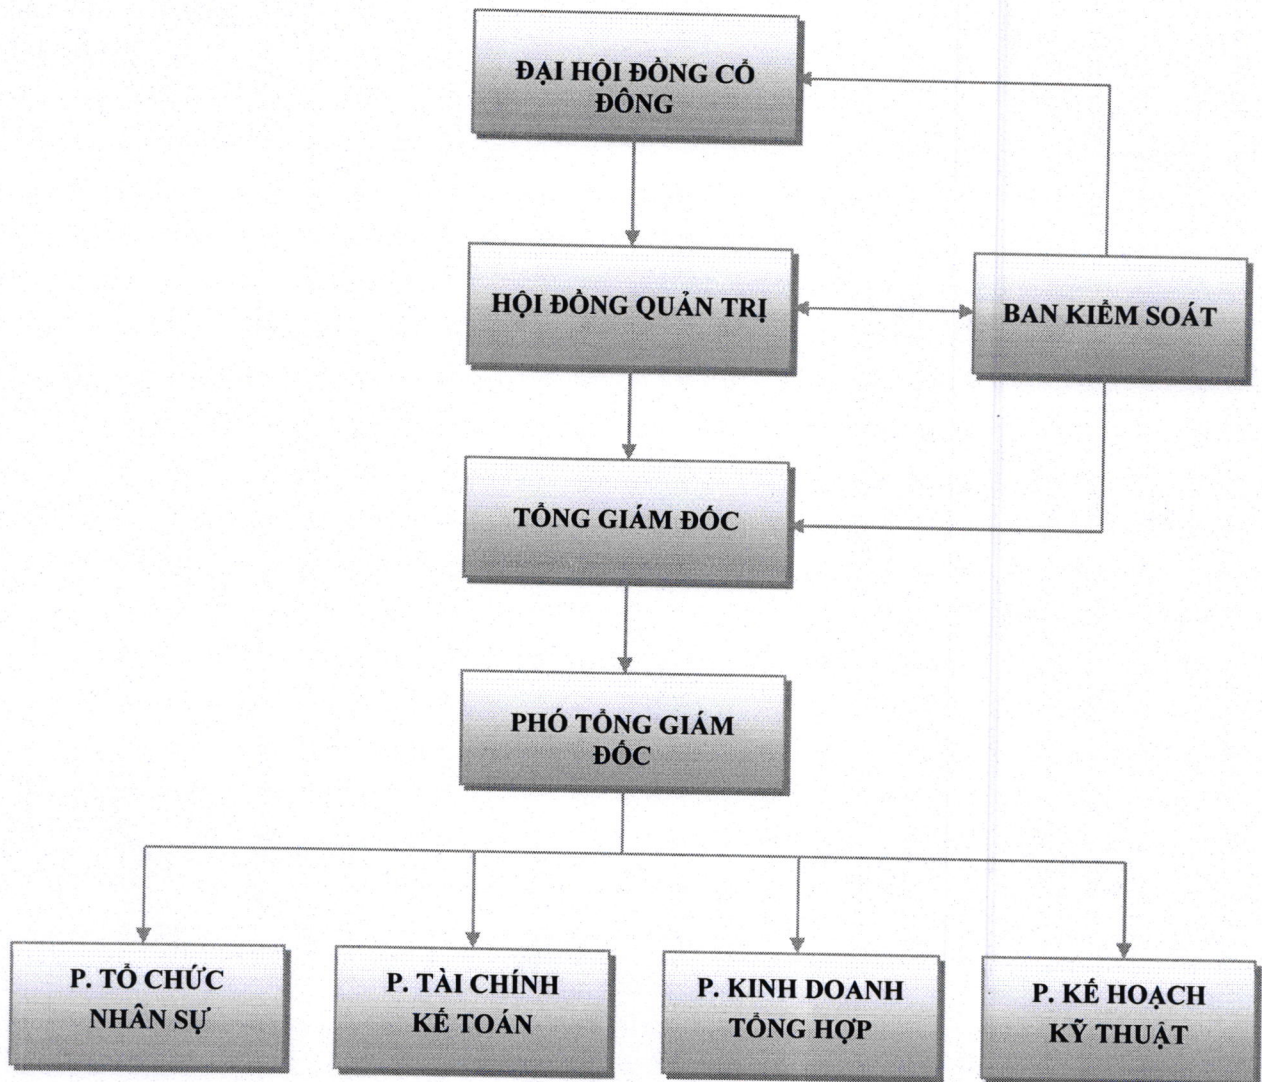 ĐẠI HỘI ĐỒNG CỔ
ĐÔNG
HỘI ĐỒNG QUẢN TRỊ
BAN KIỂM SOÁT
TỔNG GIÁM ĐỐC
PHÓ TỔNG GIÁM
ĐỐC
P. TỔ CHỨC
NHÂN SỰ
P. TÀI CHÍNH
KẾ TOÁN
P. KINH DOANH
TỔNG HỢP
P. KẾ HOẠCH
KỸ THUẬT